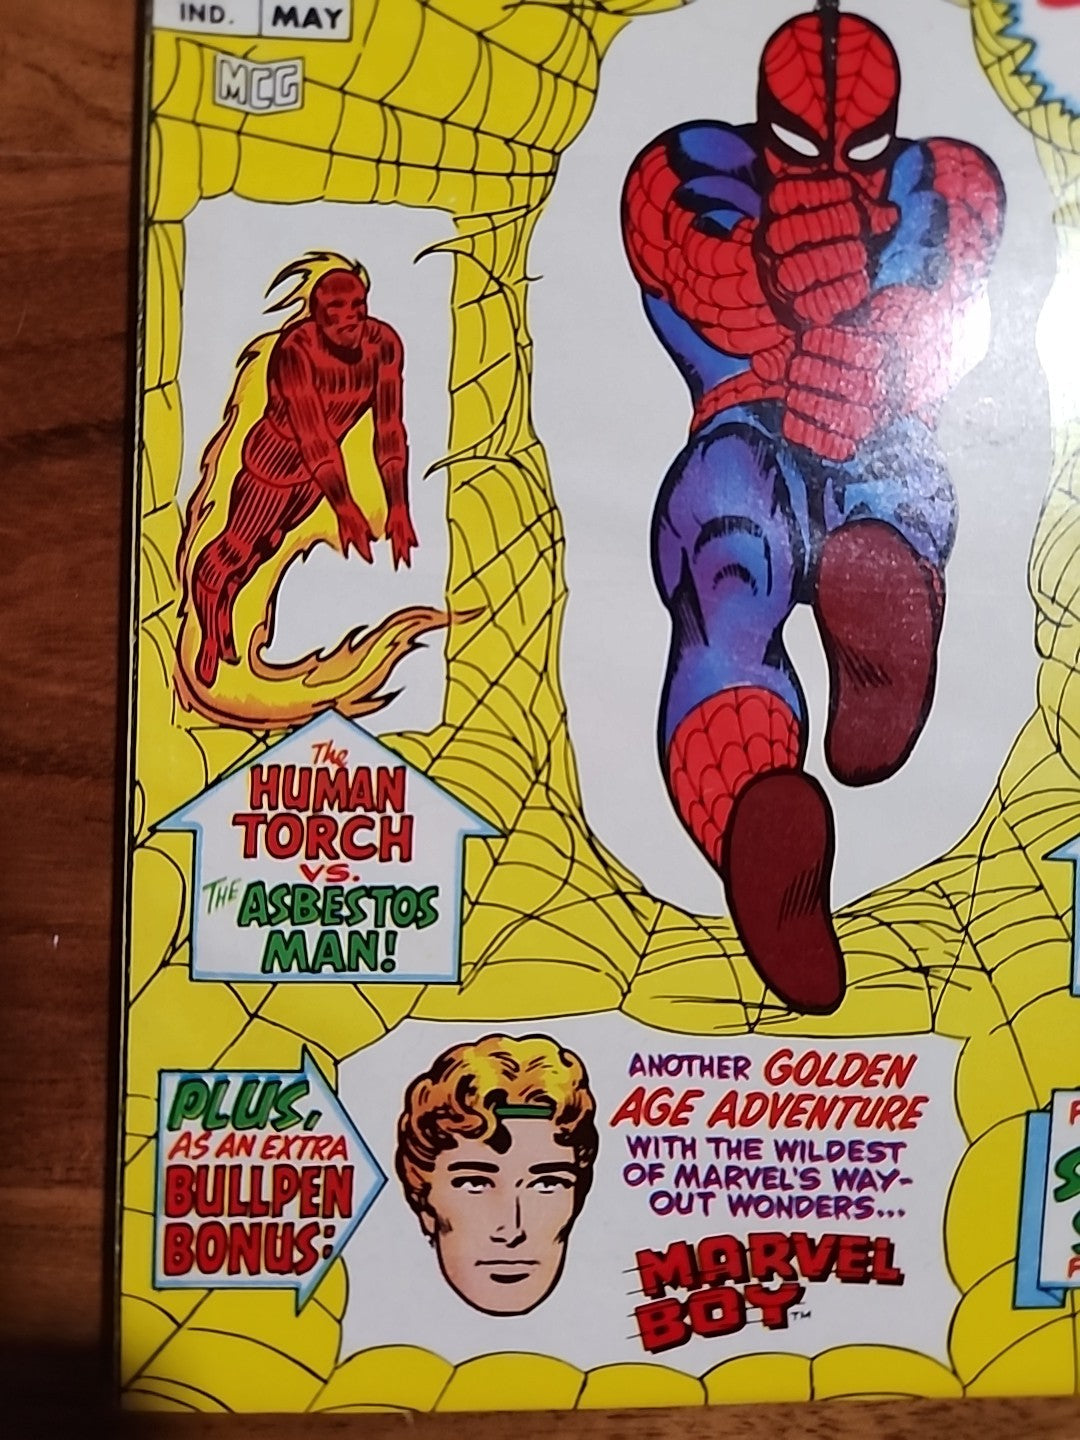 IND. MAY
MCG
The
HUMAN
TORCH
VS.
THE ASBESTOS
MAN!
PLUS,
AS AN EXTRA
BULLPEN
BONUS:
ANOTHER GOLDEN
AGE ADVENTURE
WITH THE WILDEST
OF MARVEL'S WAY-
OUT WONDERS...
MARVEL
BOY™